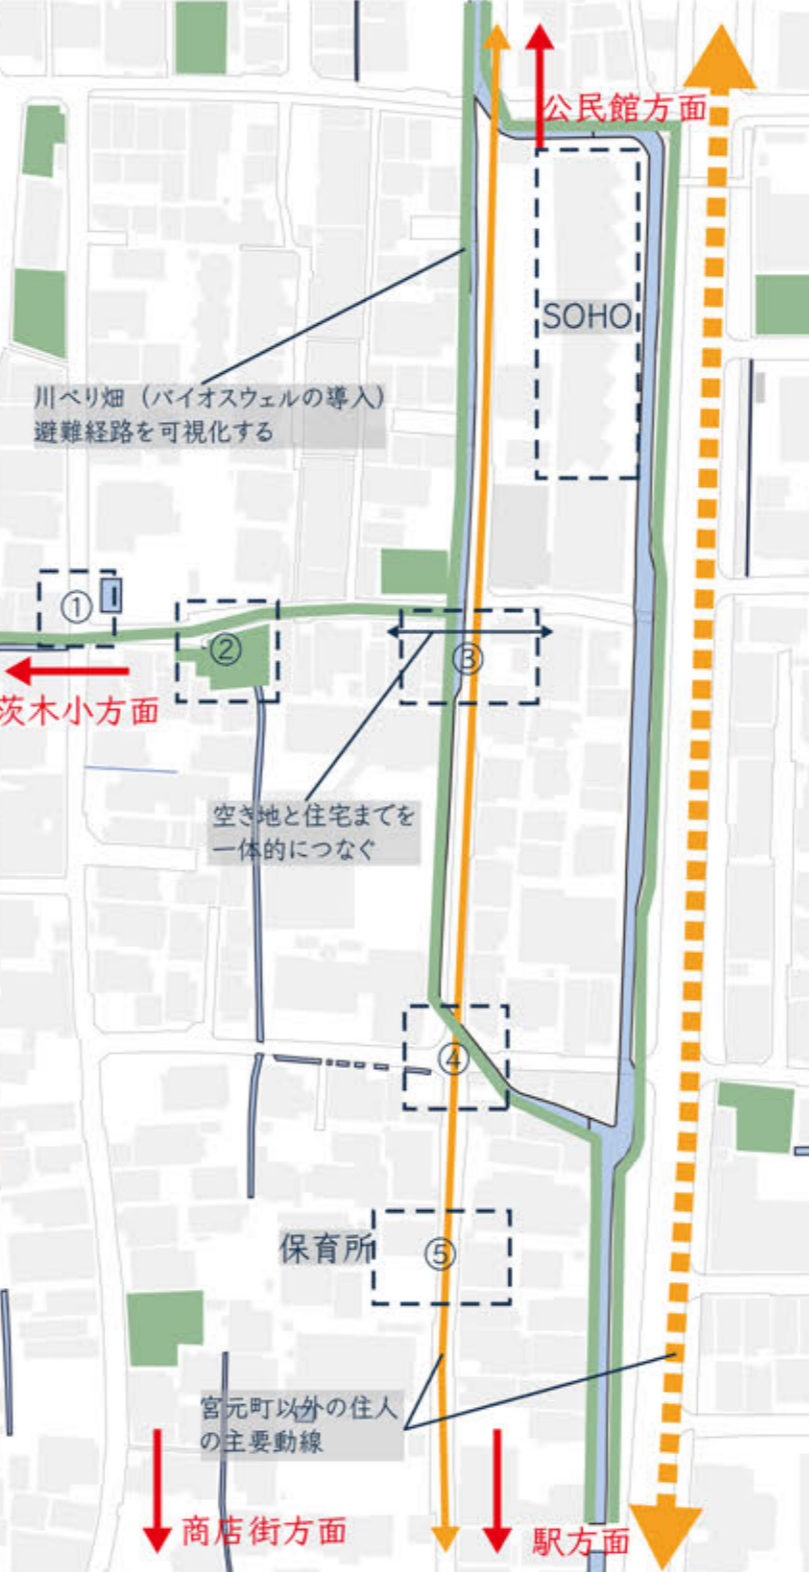 公民館方面
SOHO
川べり畑（バイオスウェルの導入）
避難経路を可視化する
①
②
③
茨木小方面
空き地と住宅までを
一体的につなぐ
④
保育所
⑤
宮元町以外の住人
の主要動線
商店街方面
駅方面